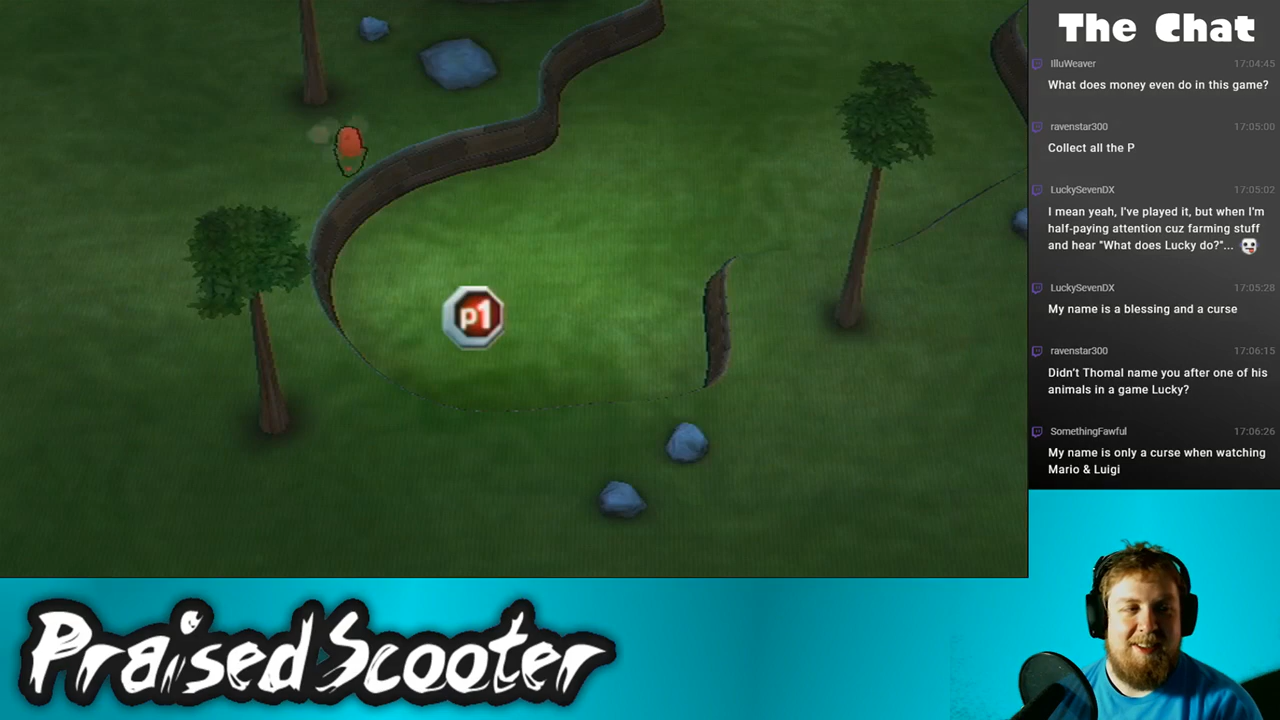 The Chat
IlluWeaver 17:04:45
What does money even do in this game?
ravenstar300 17:05:00
Collect all the P
LuckySevenDX 17:05:02
I mean yeah, I've played it, but when I'm
half-paying attention cuz farming stuff
and hear "What does Lucky do?"...
LuckySevenDX 17:05:28
My name is a blessing and a curse
ravenstar300 17:06:15
Didn't Thomal name you after one of his
animals in a game Lucky?
SomethingFawful 17:06:26
My name is only a curse when watching
Mario & Luigi
p1
PraisedScooter